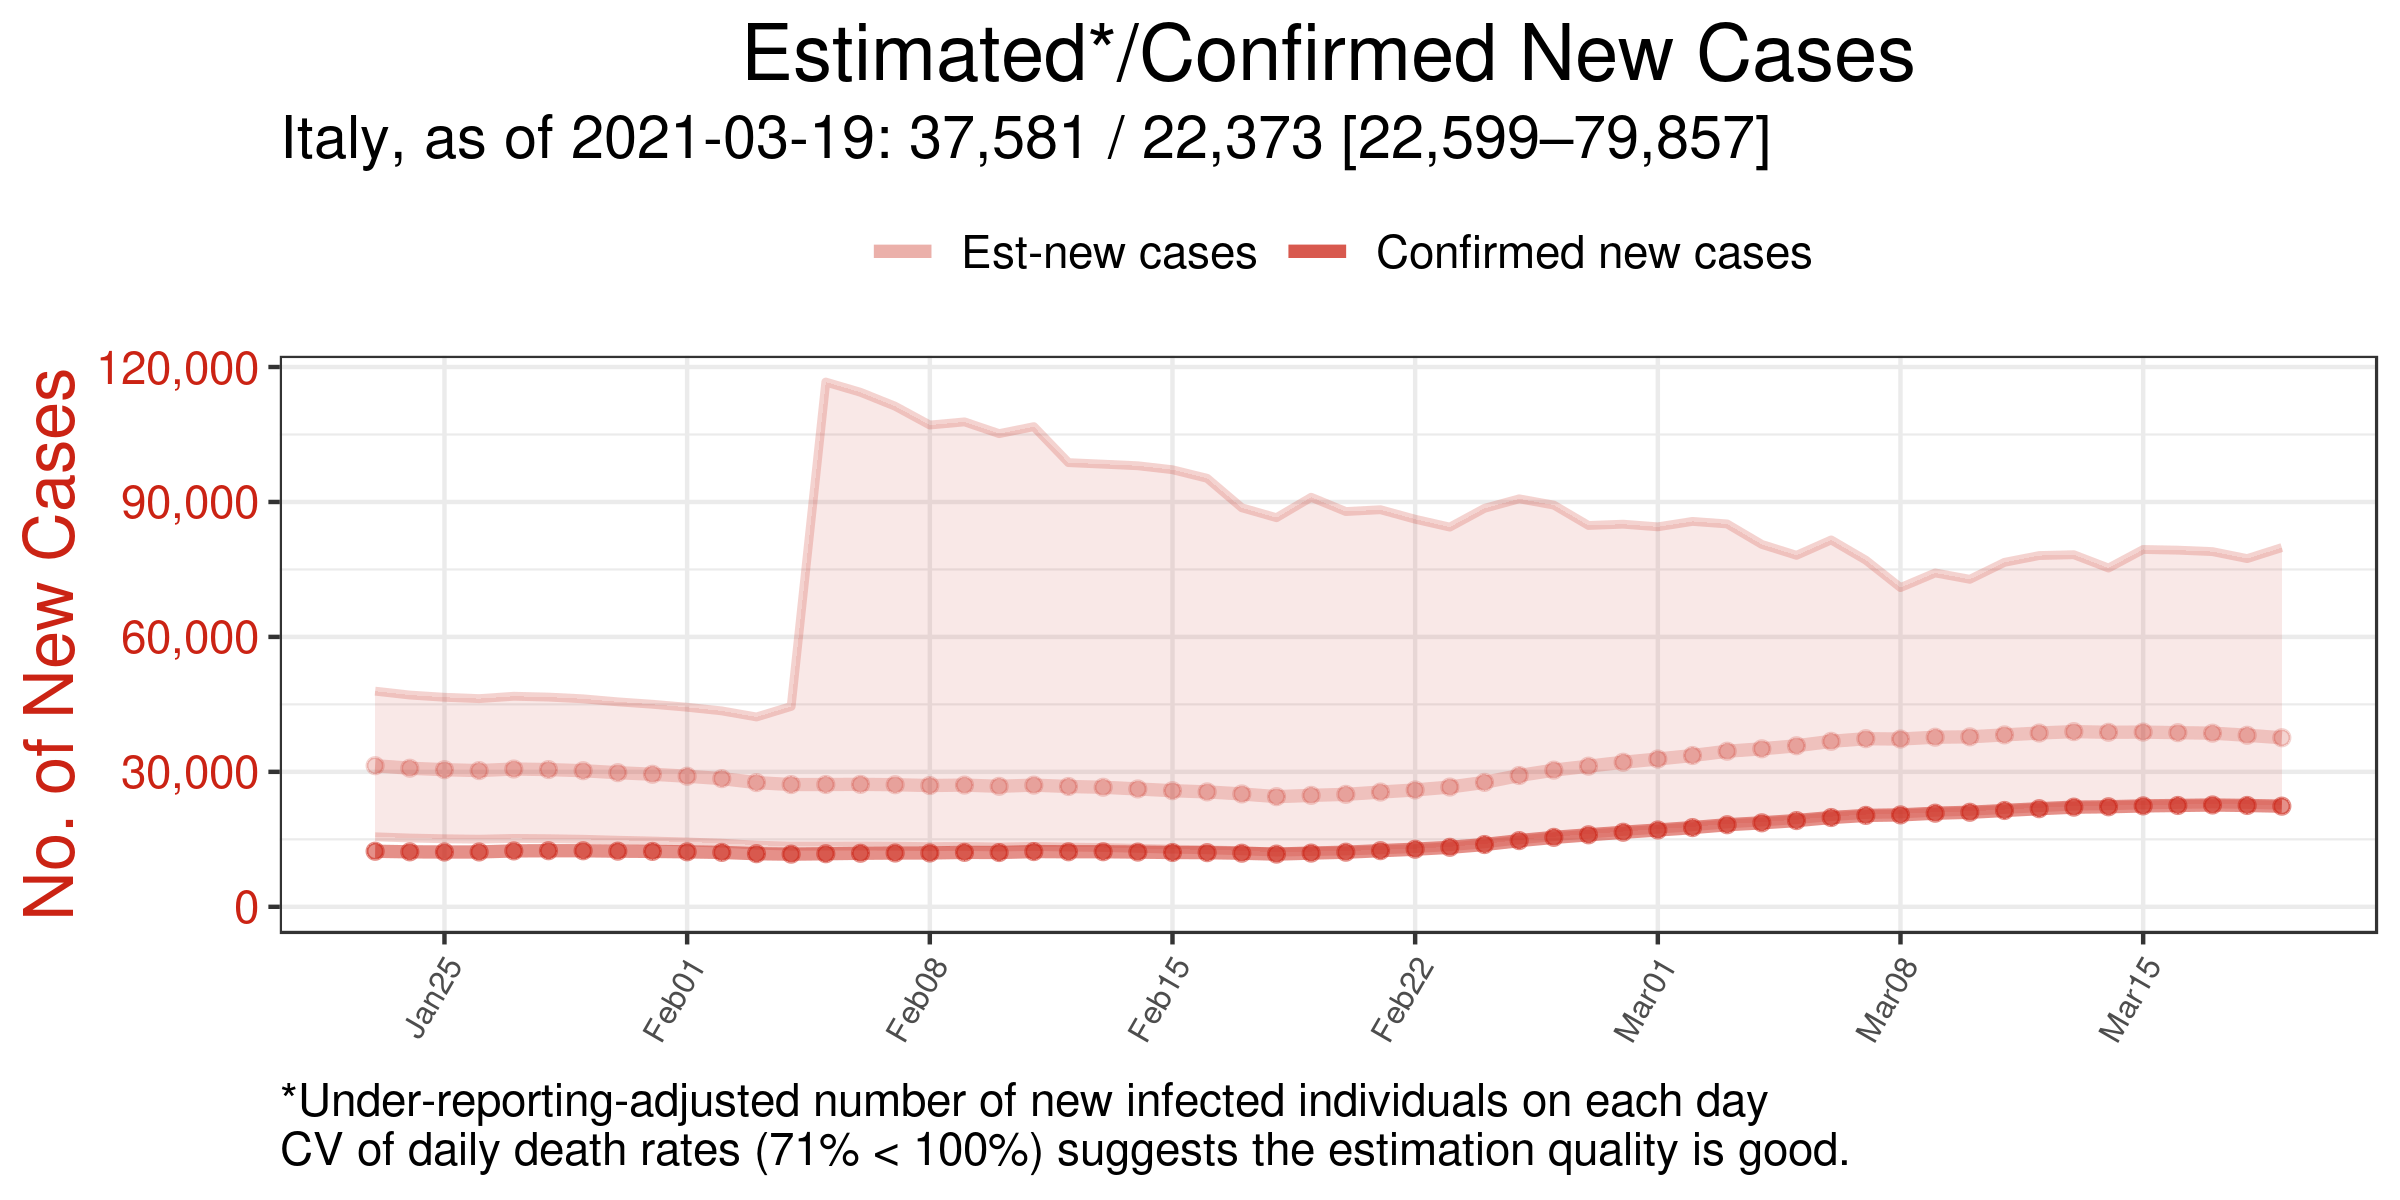 Estimated*/Confirmed New Cases
Italy, as of 2021-03-19: 37,581 / 22,373 [22,599–79,857]
Est-new cases
Confirmed new cases
No. of New Cases
120,000
90,000
60,000
30,000
0
Jan25
Feb01
Feb08
Feb15
Feb22
Mar01
Mar08
Mar15
*Under-reporting-adjusted number of new infected individuals on each day
CV of daily death rates (71% < 100%) suggests the estimation quality is good.